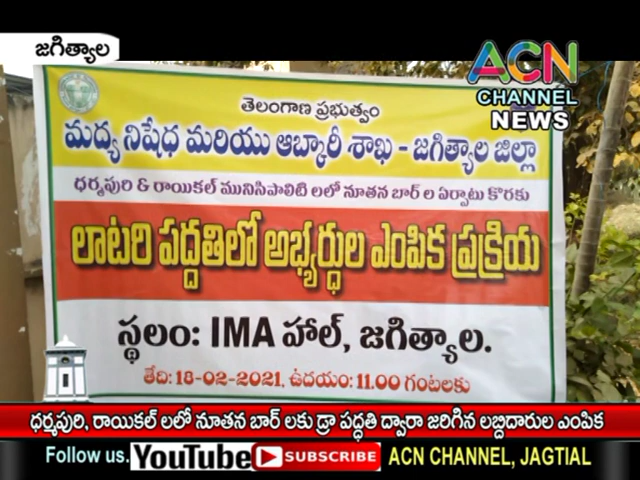 జగిత్యాల
ACN
CHANNEL
NEWS
తెలంగాణ ప్రభుత్వం
మద్య నిషేధ మరియు ఆబ్కారీ శాఖ - జగిత్యాల జిల్లా
ధర్మపురి & రాయికల్ మునిసిపాలిటి లలో నూతన బార్ ల ఏర్పాటు కొరకు
లాటరి పద్దతిలో అభ్యర్ధుల ఎంపిక ప్రక్రియ
స్థలం: IMA హాల్, జగిత్యాల.
తేది: 18-02-2021, ఉదయం: 11.00 గంటలకు
ధర్మపురి, రాయికల్ లలో నూతన బార్ లకు డ్రా పద్ధతి ద్వారా జరిగిన లబ్దిదారుల ఎంపిక
Follow us. YouTube SUBSCRIBE ACN CHANNEL, JAGTIAL